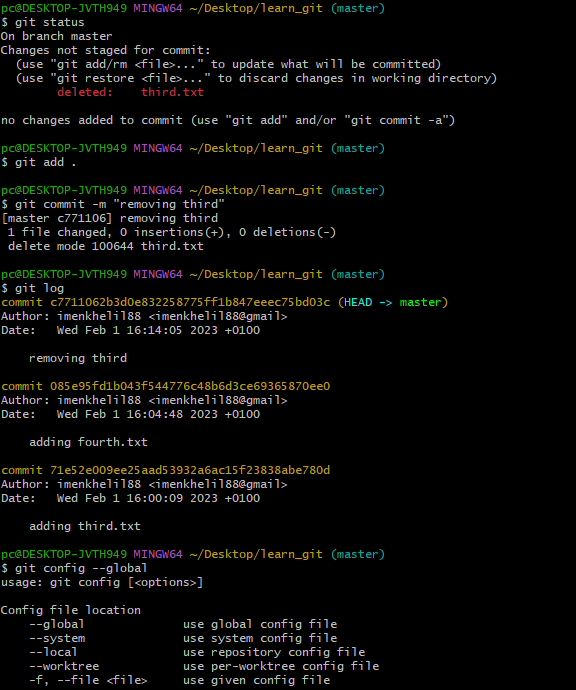 pc@DESKTOP-JVTH949 MINGW64 ~/Desktop/learn_git (master)
$ git status
On branch master
Changes not staged for commit:
  (use "git add/rm <file>..." to update what will be committed)
  (use "git restore <file>..." to discard changes in working directory)
        deleted:    third.txt

no changes added to commit (use "git add" and/or "git commit -a")

pc@DESKTOP-JVTH949 MINGW64 ~/Desktop/learn_git (master)
$ git add .

pc@DESKTOP-JVTH949 MINGW64 ~/Desktop/learn_git (master)
$ git commit -m "removing third"
[master c771106] removing third
 1 file changed, 0 insertions(+), 0 deletions(-)
 delete mode 100644 third.txt

pc@DESKTOP-JVTH949 MINGW64 ~/Desktop/learn_git (master)
$ git log
commit c7711062b3d0e832258775ff1b847eeec75bd03c (HEAD -> master)
Author: imenkhelil88 <imenkhelil88@gmail>
Date:   Wed Feb 1 16:14:05 2023 +0100

    removing third

commit 085e95fd1b043f544776c48b6d3ce69365870ee0
Author: imenkhelil88 <imenkhelil88@gmail>
Date:   Wed Feb 1 16:04:48 2023 +0100

    adding fourth.txt

commit 71e52e009ee25aad53932a6ac15f23838abe780d
Author: imenkhelil88 <imenkhelil88@gmail>
Date:   Wed Feb 1 16:00:09 2023 +0100

    adding third.txt

pc@DESKTOP-JVTH949 MINGW64 ~/Desktop/learn_git (master)
$ git config --global
usage: git config [<options>]

Config file location
    --global              use global config file
    --system              use system config file
    --local               use repository config file
    --worktree            use per-worktree config file
    -f, --file <file>     use given config file